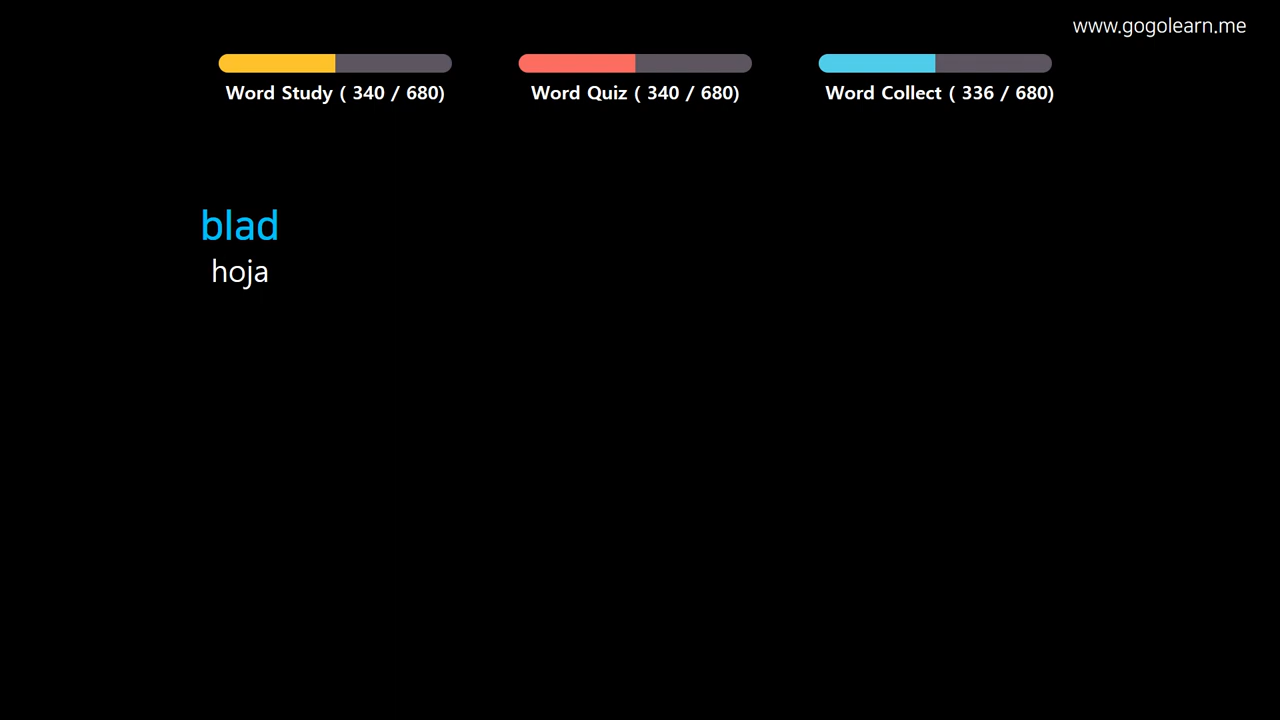 www.gogolearn.me
Word Study ( 340 / 680)
Word Quiz ( 340 / 680)
Word Collect ( 336 / 680)
blad
hoja